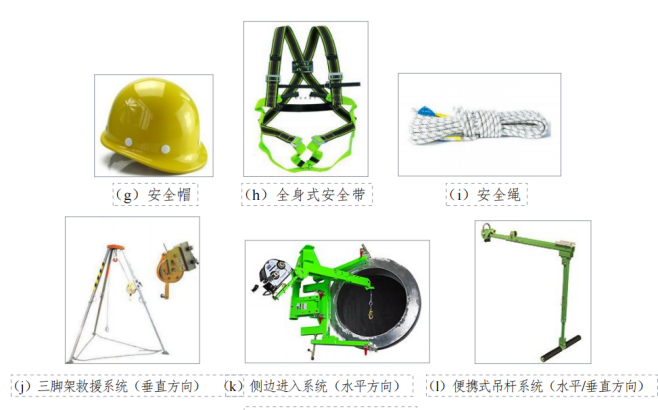 (g) 安全帽
(h) 全身式安全带
(i) 安全绳
(j) 三脚架救援系统（垂直方向）
(k) 侧边进入系统（水平方向）
(l) 便携式吊杆系统（水平/垂直方向）